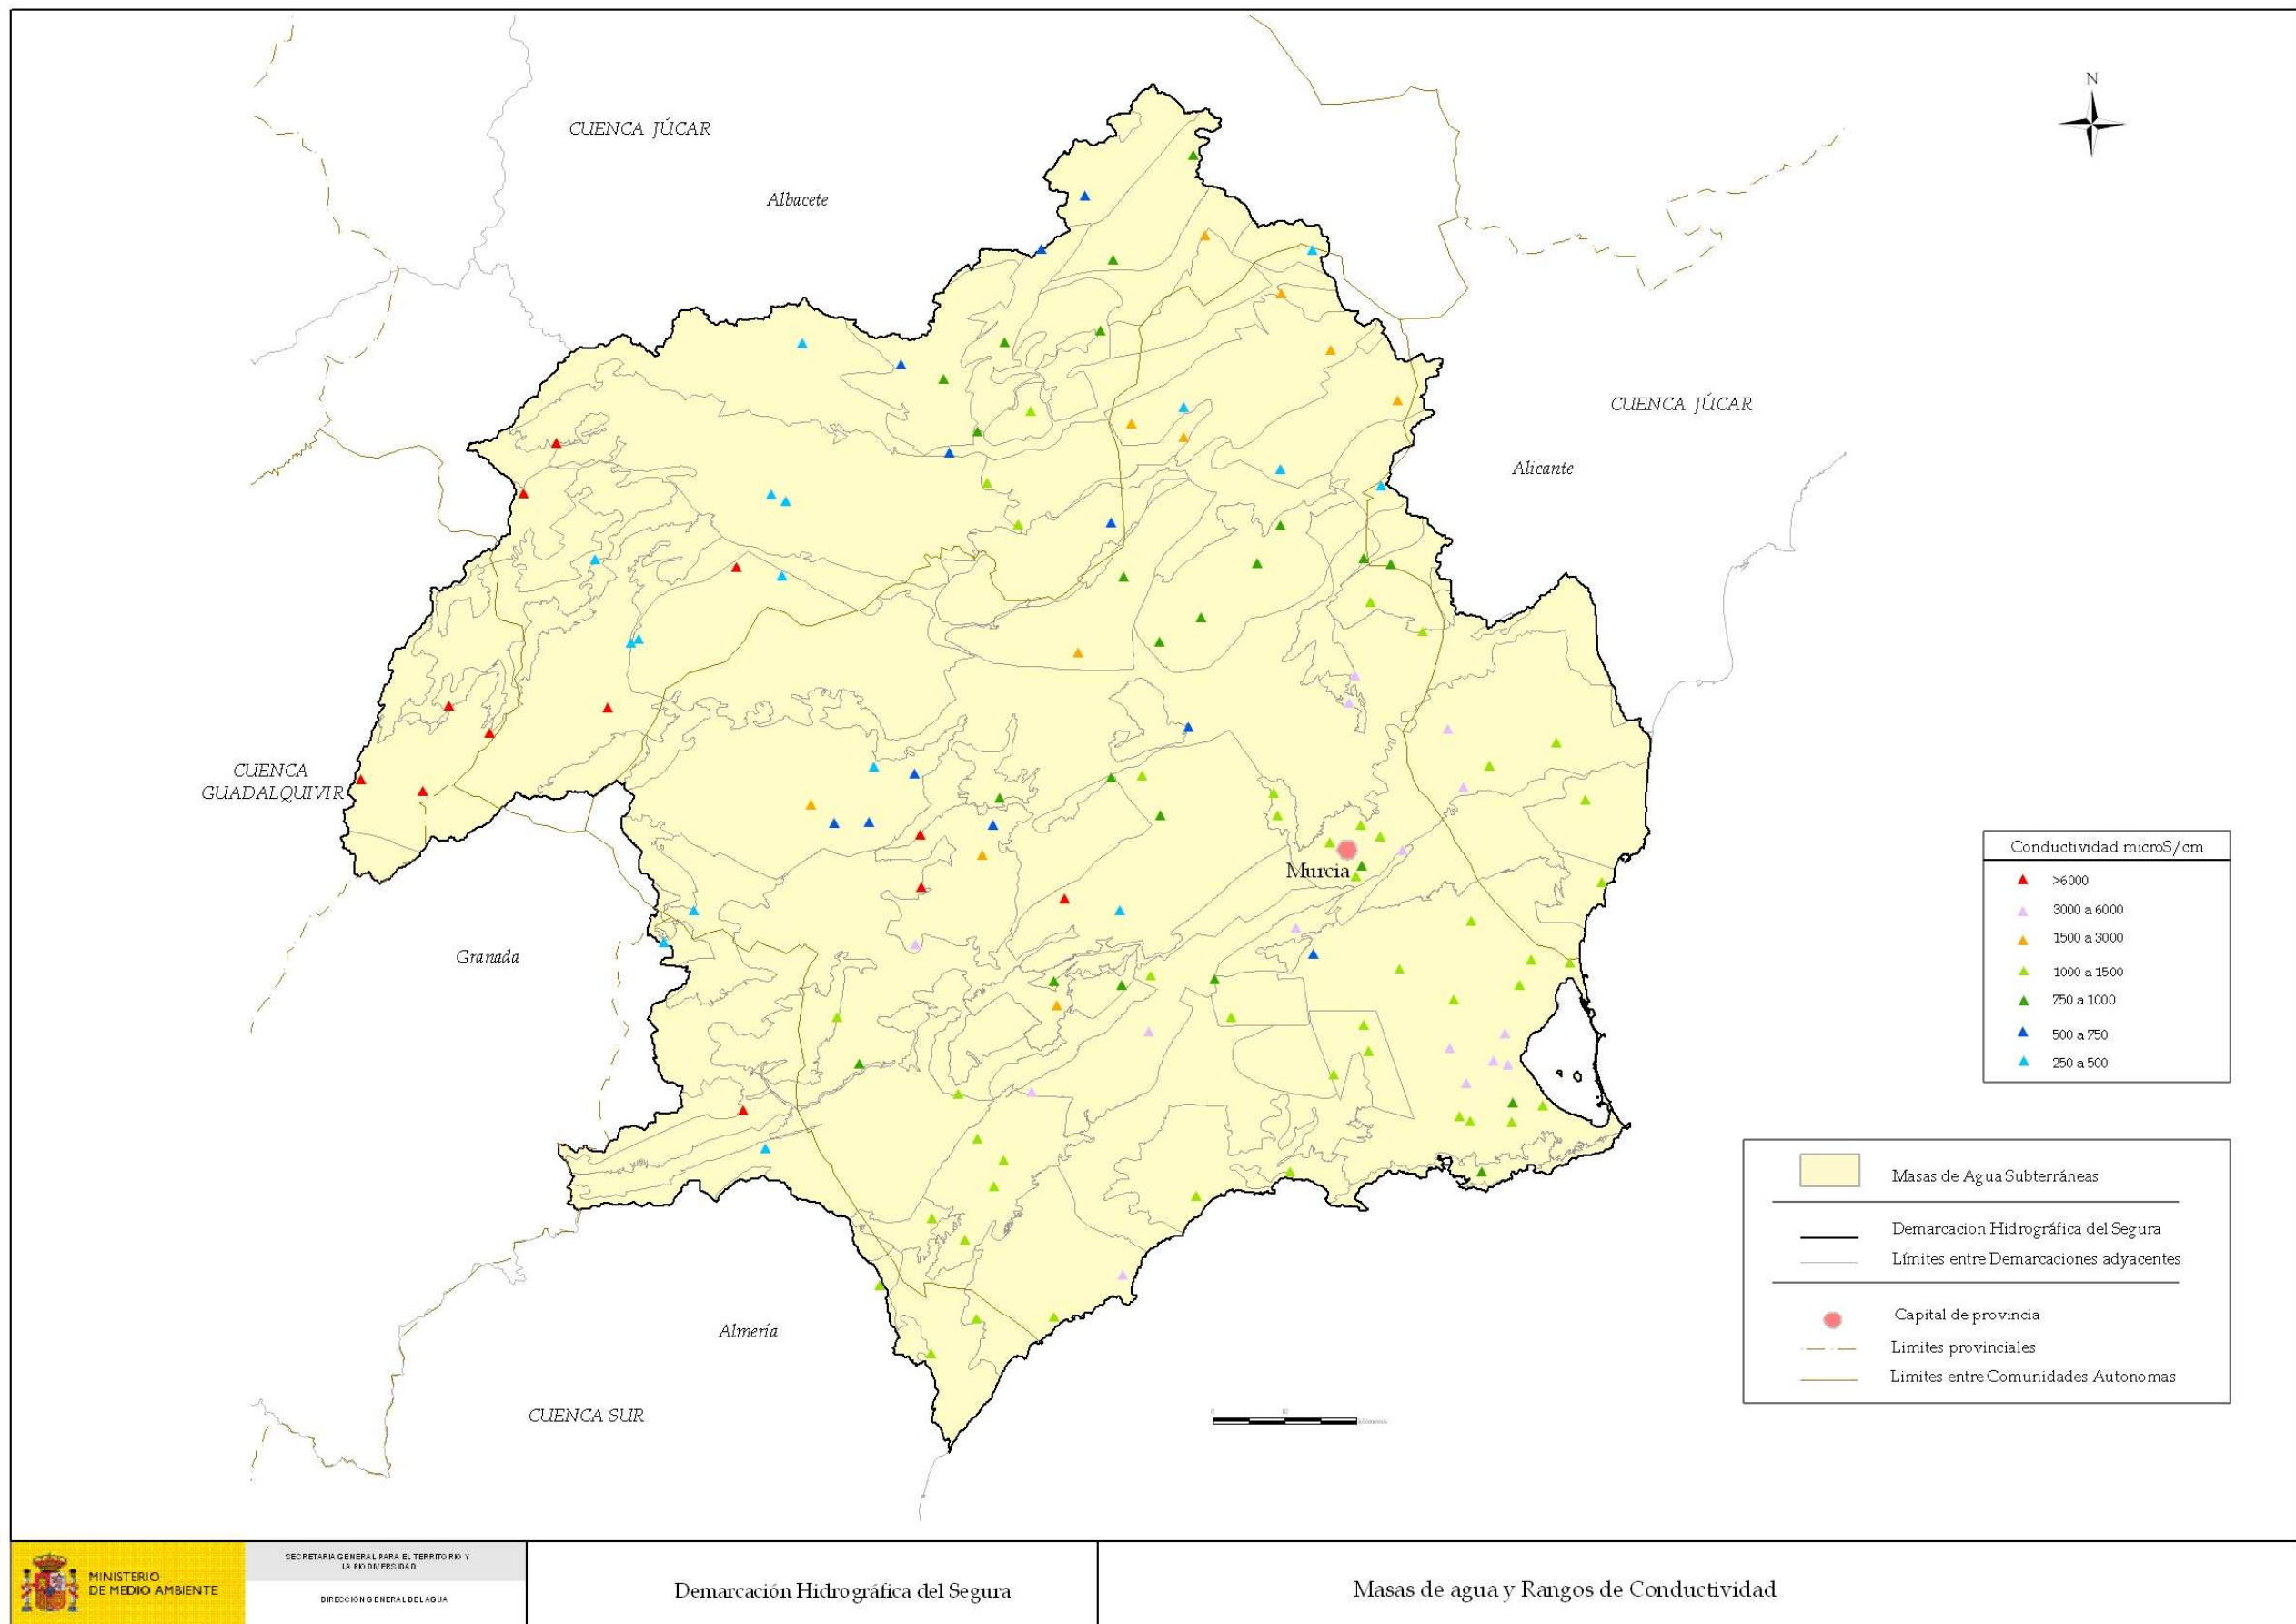 N
CUENCA JÚCAR
Albacete
CUENCA JÚCAR
Alicante
CUENCA
GUADALQUIVIR
Murcia
Granada
Almería
CUENCA SUR
Conductividad microS/cm
>6000
3000 a 6000
1500 a 3000
1000 a 1500
750 a 1000
500 a 750
250 a 500
Masas de Agua Subterráneas
Demarcacion Hidrográfica del Segura
Límites entre Demarcaciones adyacentes
Capital de provincia
Limites provinciales
Limites entre Comunidades Autonomas
0 10
MINISTERIO
DE MEDIO AMBIENTE
SECRETARIA GENERAL PARA EL TERRITORIO Y
LA BIODIVERSIDAD
DIRECCIÓN GENERAL DEL AGUA
Demarcación Hidrográfica del Segura
Masas de agua y Rangos de Conductividad